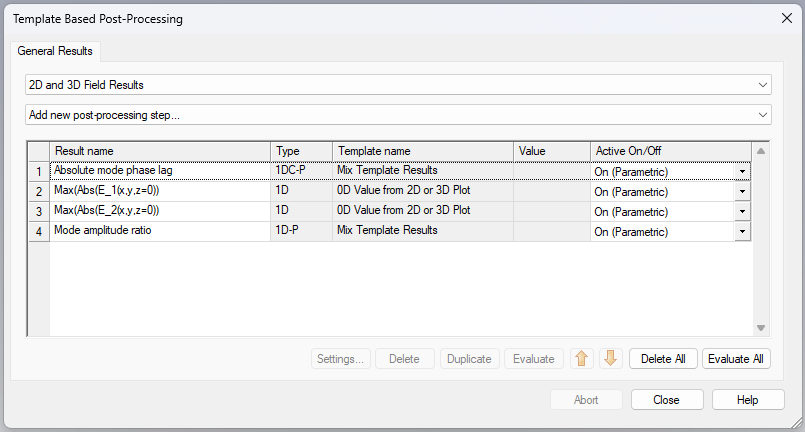 Template Based Post-Processing
General Results
2D and 3D Field Results
Add new post-processing step...
Result name Type Template name Value Active On/Off
1 Absolute mode phase lag 1DC-P Mix Template Results On (Parametric)
2 Max(Abs(E_1(x,y,z=0)) 1D 0D Value from 2D or 3D Plot On (Parametric)
3 Max(Abs(E_2(x,y,z=0)) 1D 0D Value from 2D or 3D Plot On (Parametric)
4 Mode amplitude ratio 1D-P Mix Template Results On (Parametric)
Settings... Delete Duplicate Evaluate Delete All Evaluate All
Abort Close Help